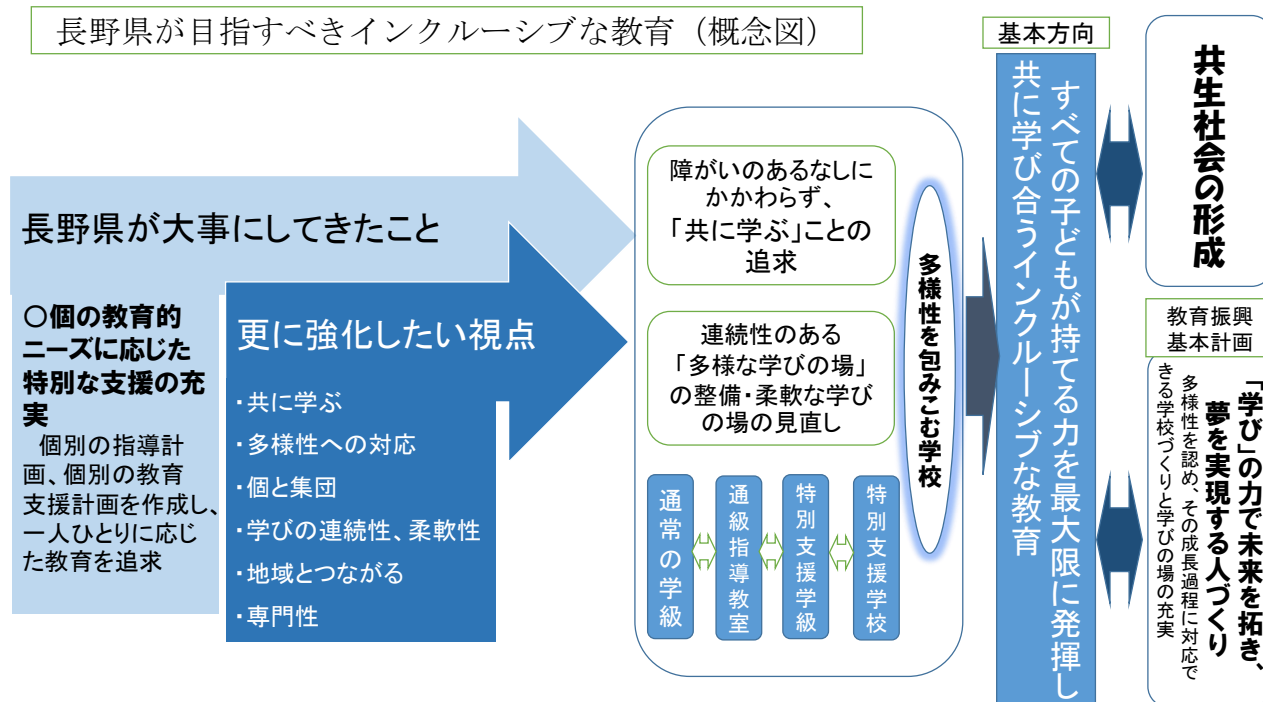 長野県が目指すべきインクルーシブな教育（概念図）
長野県が大事にしてきたこと
○個の教育的
ニーズに応じた
特別な支援の充
実
個別の指導計
画、個別の教育
支援計画を作成し、
一人ひとりに応じ
た教育を追求
更に強化したい視点
・共に学ぶ
・多様性への対応
・個と集団
・学びの連続性、柔軟性
・地域とつながる
・専門性
障がいのあるなしに
かかわらず、
「共に学ぶ」ことの
追求
連続性のある
「多様な学びの場」
の整備・柔軟な学び
の場の見直し
通常の学級
通級指導教室
特別支援学級
特別支援学校
多様性を包みこむ学校
基本方向
すべての子どもが持てる力を最大限に発揮し
共に学び合うインクルーシブな教育
共生社会の形成
教育振興
基本計画
「学び」の力で未来を拓き、
夢を実現する人づくり
多様性を認め、その成長過程に対応で
きる学校づくりと学びの場の充実